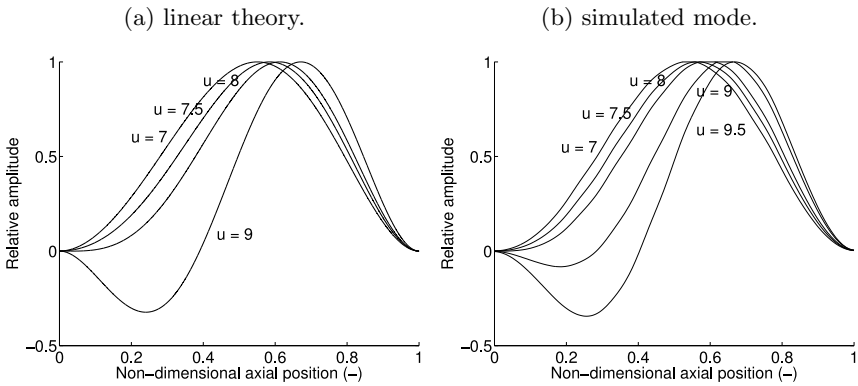 (a) linear theory.
1
0.5
0
−0.5
0
0.2
0.4
0.6
0.8
1
Relative amplitude
Non−dimensional axial position (−)
u = 8
u = 7.5
u = 7
u = 9
(b) simulated mode.
1
0.5
0
−0.5
0
0.2
0.4
0.6
0.8
1
Relative amplitude
Non−dimensional axial position (−)
u = 8
u = 9
u = 7.5
u = 9.5
u = 7